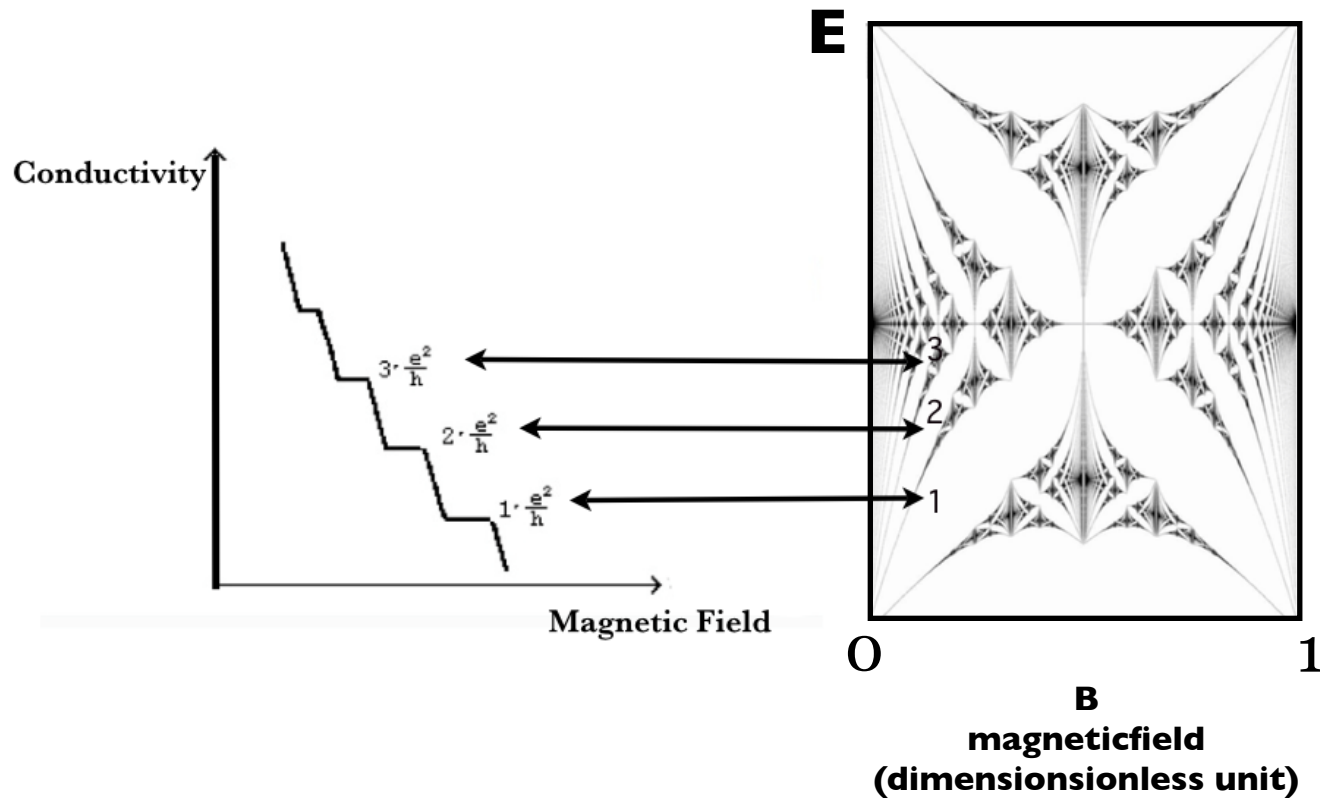 E
Conductivity
3· e²/h
2· e²/h
1· e²/h
Magnetic Field
3
2
1
0
1
B
magneticfield
(dimensionsionless unit)